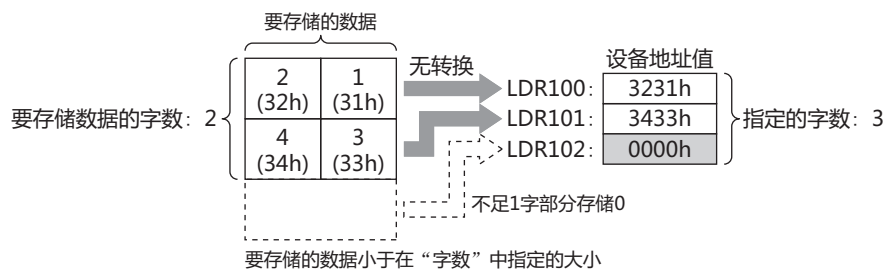 要存储的数据
无转换
设备地址值
要存储数据的字数：2
2
(32h)
1
(31h)
4
(34h)
3
(33h)
LDR100：
3231h
LDR101：
3433h
LDR102：
0000h
指定的字数：3
不足1字部分存储0
要存储的数据小于在“字数”中指定的大小